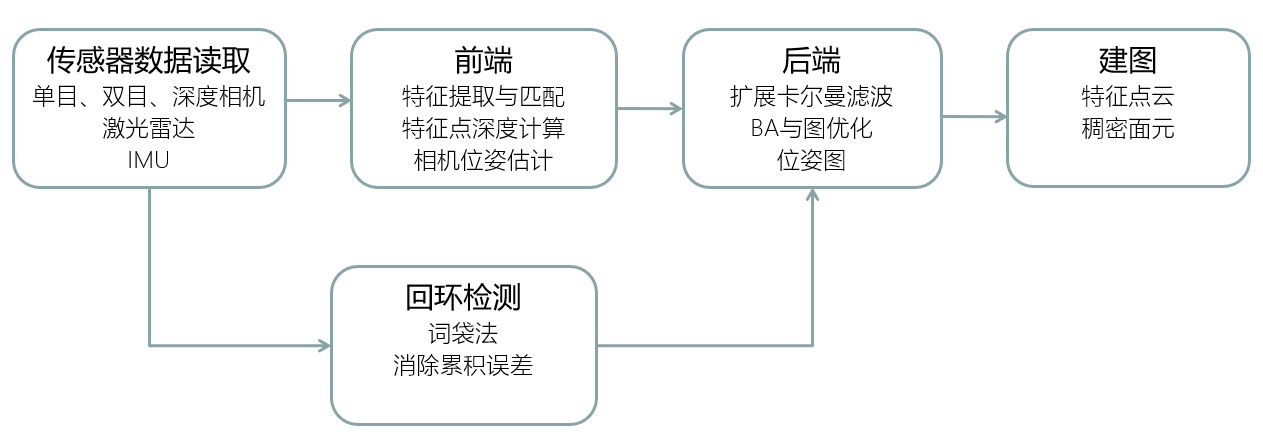 传感器数据读取
单目、双目、深度相机
激光雷达
IMU
前端
特征提取与匹配
特征点深度计算
相机位姿估计
后端
扩展卡尔曼滤波
BA与图优化
位姿图
建图
特征点云
稠密面元
回环检测
词袋法
消除累积误差